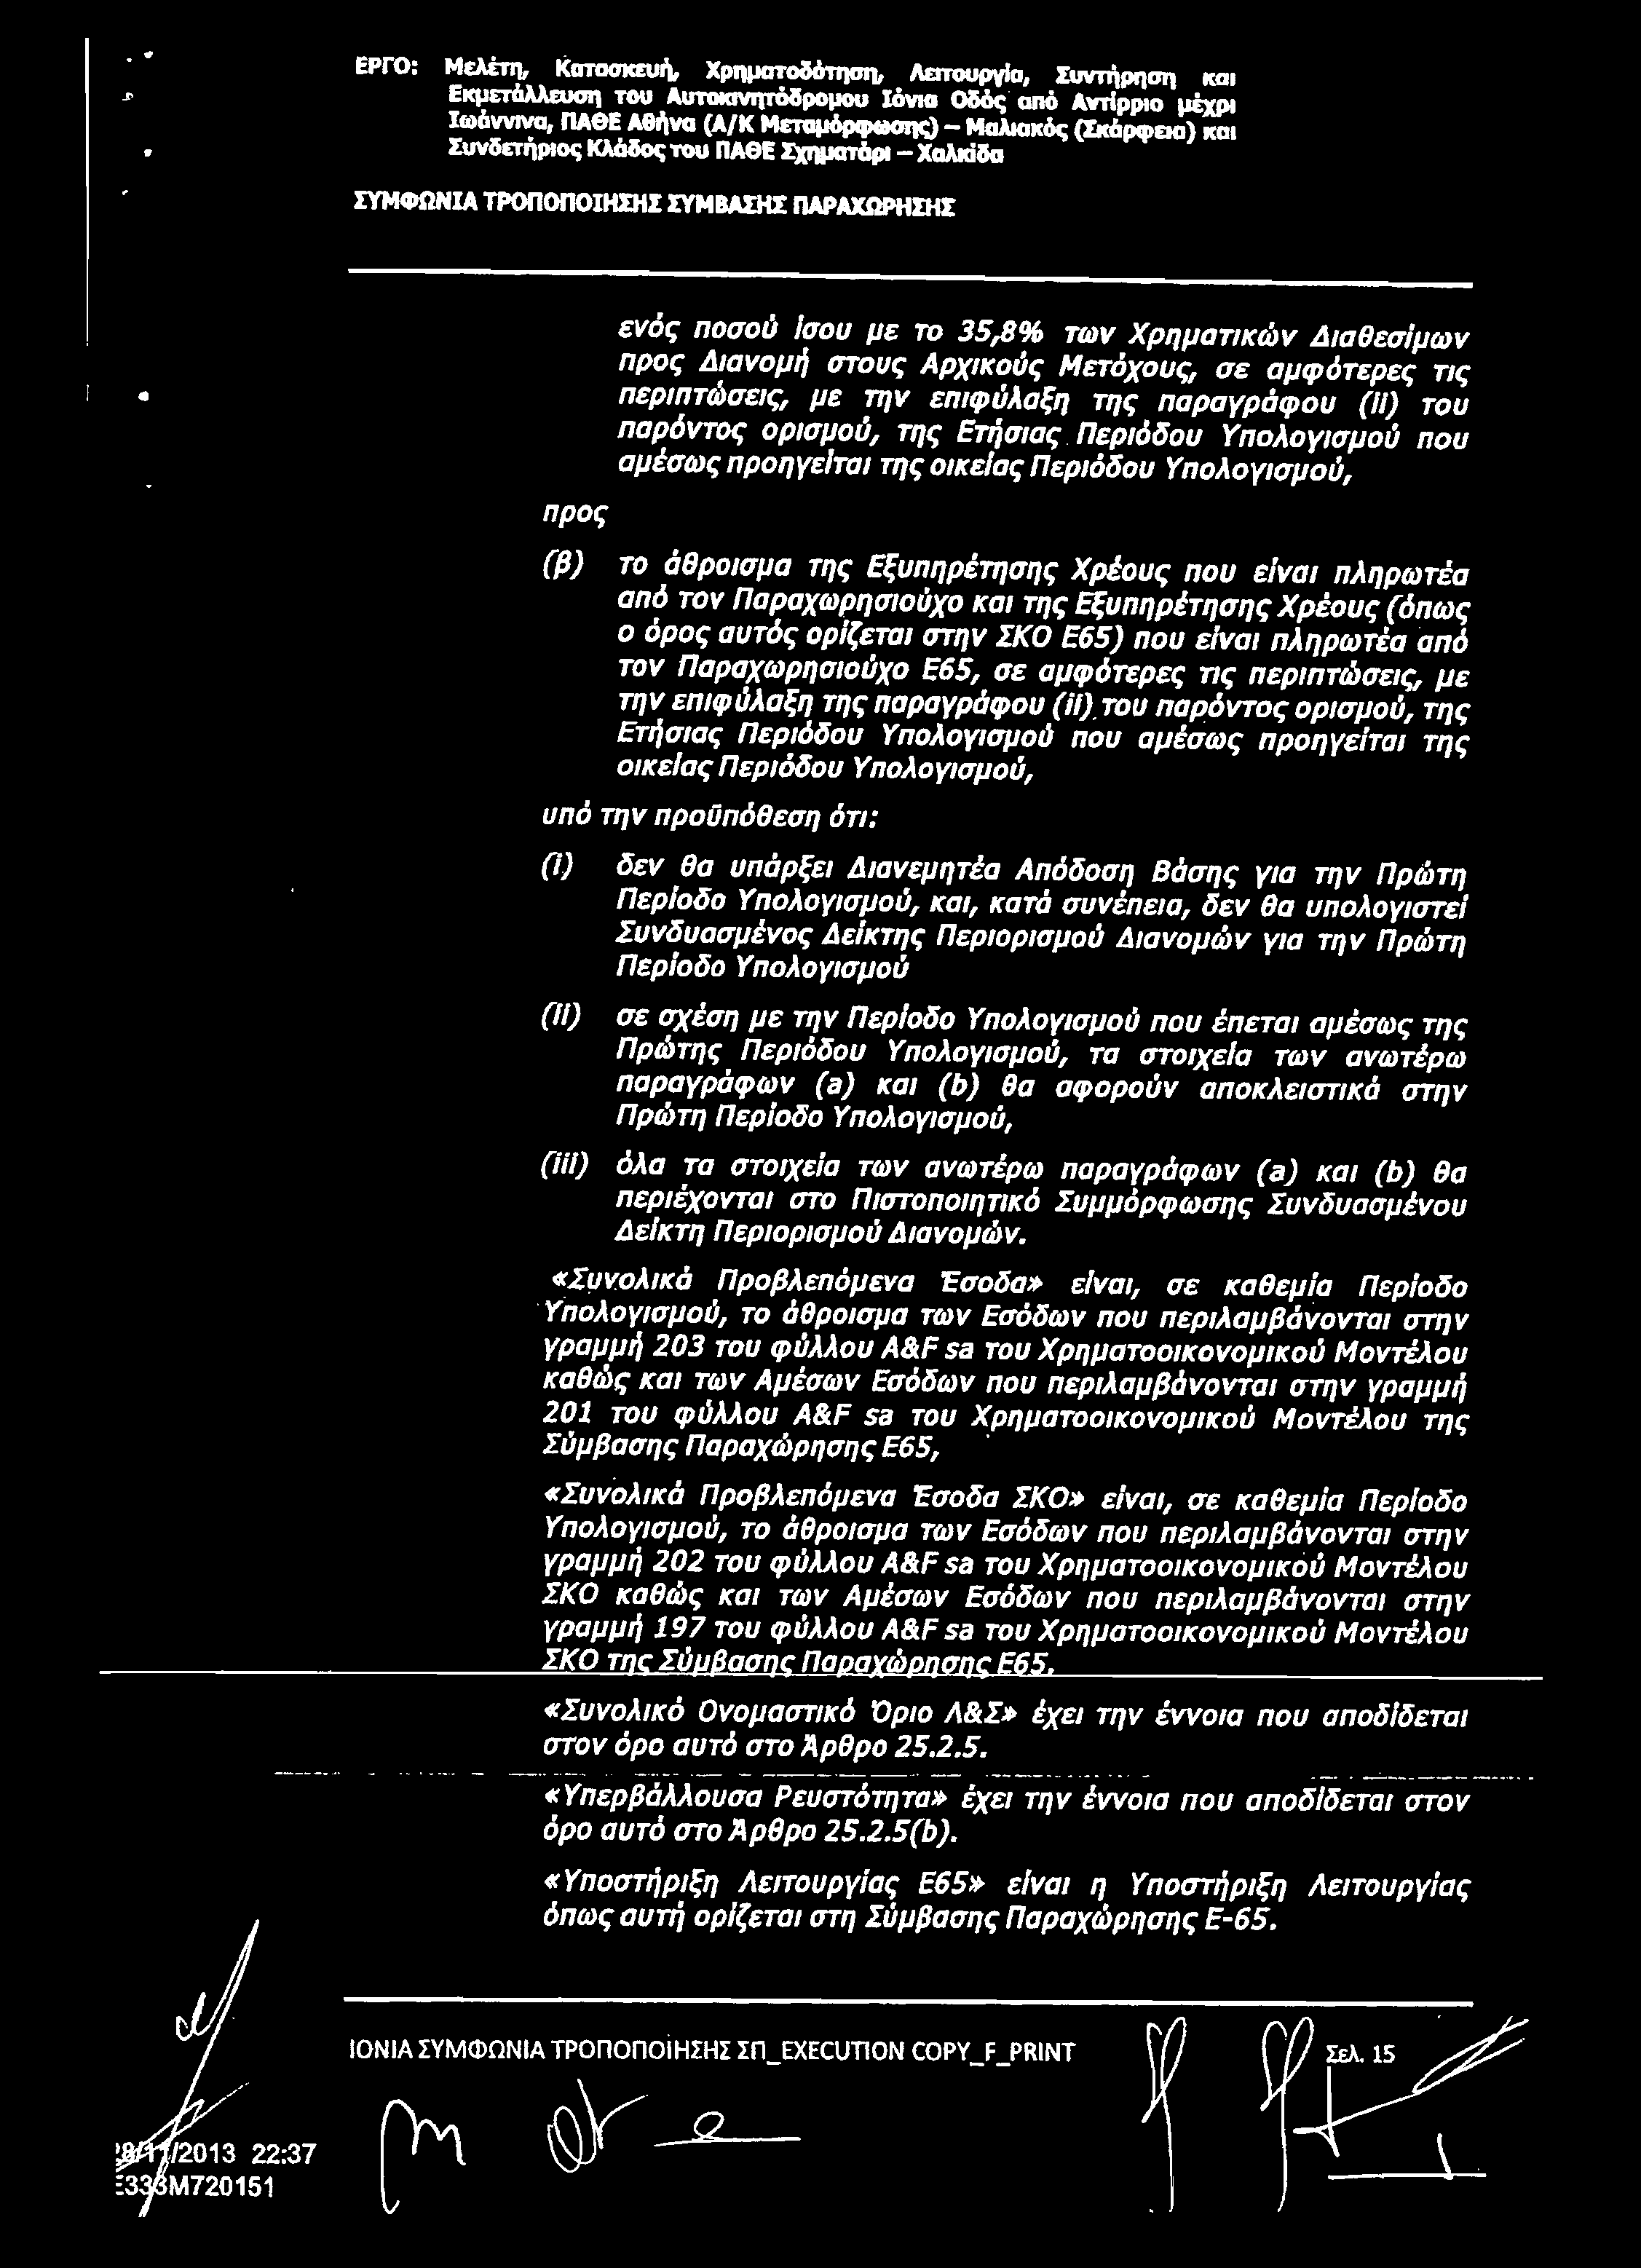 ΕΡΓΟ: Μελέτη, Κατασκευή, Χρηματοδότηση, Λειτουργία, Συντήρηση και
Εκμετάλλευση του Αυτοκινητόδρομου Ιόνια Οδός από Αντίρριο μέχρι
Ιωάννινα, ΠΑΘΕ Αθήνα (Α/Κ Μεταμόρφωσης) – Μαλιακός (Σκάρφεια) και
Συνδετήριος Κλάδος του ΠΑΘΕ Σχηματάρι – Χαλκίδα
ΣΥΜΦΩΝΙΑ ΤΡΟΠΟΠΟΙΗΣΗΣ ΣΥΜΒΑΣΗΣ ΠΑΡΑΧΩΡΗΣΗΣ
ενός ποσού ίσου με το 35,8% των Χρηματικών Διαθεσίμων
προς Διανομή στους Αρχικούς Μετόχους, σε αμφότερες τις
περιπτώσεις, με την επιφύλαξη της παραγράφου (ii) του
παρόντος ορισμού, της Ετήσιας Περιόδου Υπολογισμού που
αμέσως προηγείται της οικείας Περιόδου Υπολογισμού,
προς
(β) το άθροισμα της Εξυπηρέτησης Χρέους που είναι πληρωτέα
από τον Παραχωρησιούχο και της Εξυπηρέτησης Χρέους (όπως
ο όρος αυτός ορίζεται στην ΣΚΟ Ε65) που είναι πληρωτέα από
τον Παραχωρησιούχο Ε65, σε αμφότερες τις περιπτώσεις, με
την επιφύλαξη της παραγράφου (ii) του παρόντος ορισμού, της
Ετήσιας Περιόδου Υπολογισμού που αμέσως προηγείται της
οικείας Περιόδου Υπολογισμού,
υπό την προϋπόθεση ότι:
(i) δεν θα υπάρξει Διανεμητέα Απόδοση Βάσης για την Πρώτη
Περίοδο Υπολογισμού, και, κατά συνέπεια, δεν θα υπολογιστεί
Συνδυασμένος Δείκτης Περιορισμού Διανομών για την Πρώτη
Περίοδο Υπολογισμού
(ii) σε σχέση με την Περίοδο Υπολογισμού που έπεται αμέσως της
Πρώτης Περιόδου Υπολογισμού, τα στοιχεία των ανωτέρω
παραγράφων (a) και (b) θα αφορούν αποκλειστικά στην
Πρώτη Περίοδο Υπολογισμού,
(iii) όλα τα στοιχεία των ανωτέρω παραγράφων (a) και (b) θα
περιέχονται στο Πιστοποιητικό Συμμόρφωσης Συνδυασμένου
Δείκτη Περιορισμού Διανομών.
«Συνολικά Προβλεπόμενα Έσοδα» είναι, σε καθεμία Περίοδο
Υπολογισμού, το άθροισμα των Εσόδων που περιλαμβάνονται στην
γραμμή 203 του φύλλου A&F sa του Χρηματοοικονομικού Μοντέλου
καθώς και των Αμέσων Εσόδων που περιλαμβάνονται στην γραμμή
201 του φύλλου A&F sa του Χρηματοοικονομικού Μοντέλου της
Σύμβασης Παραχώρησης Ε65,
«Συνολικά Προβλεπόμενα Έσοδα ΣΚΟ» είναι, σε καθεμία Περίοδο
Υπολογισμού, το άθροισμα των Εσόδων που περιλαμβάνονται στην
γραμμή 202 του φύλλου A&F sa του Χρηματοοικονομικού Μοντέλου
ΣΚΟ καθώς και των Αμέσων Εσόδων που περιλαμβάνονται στην
γραμμή 197 του φύλλου A&F sa του Χρηματοοικονομικού Μοντέλου
ΣΚΟ της Σύμβασης Παραχώρησης Ε65.
«Συνολικό Ονομαστικό Όριο Λ&Σ» έχει την έννοια που αποδίδεται
στον όρο αυτό στο Άρθρο 25.2.5.
«Υπερβάλλουσα Ρευστότητα» έχει την έννοια που αποδίδεται στον
όρο αυτό στο Άρθρο 25.2.5(b).
«Υποστήριξη Λειτουργίας Ε65» είναι η Υποστήριξη Λειτουργίας
όπως αυτή ορίζεται στη Σύμβασης Παραχώρησης Ε-65.
ΙΟΝΙΑ ΣΥΜΦΩΝΙΑ ΤΡΟΠΟΠΟΙΗΣΗΣ ΣΠ_EXECUTION COPY_F_PRINT Σελ. 15
/2013 22:37
M720151